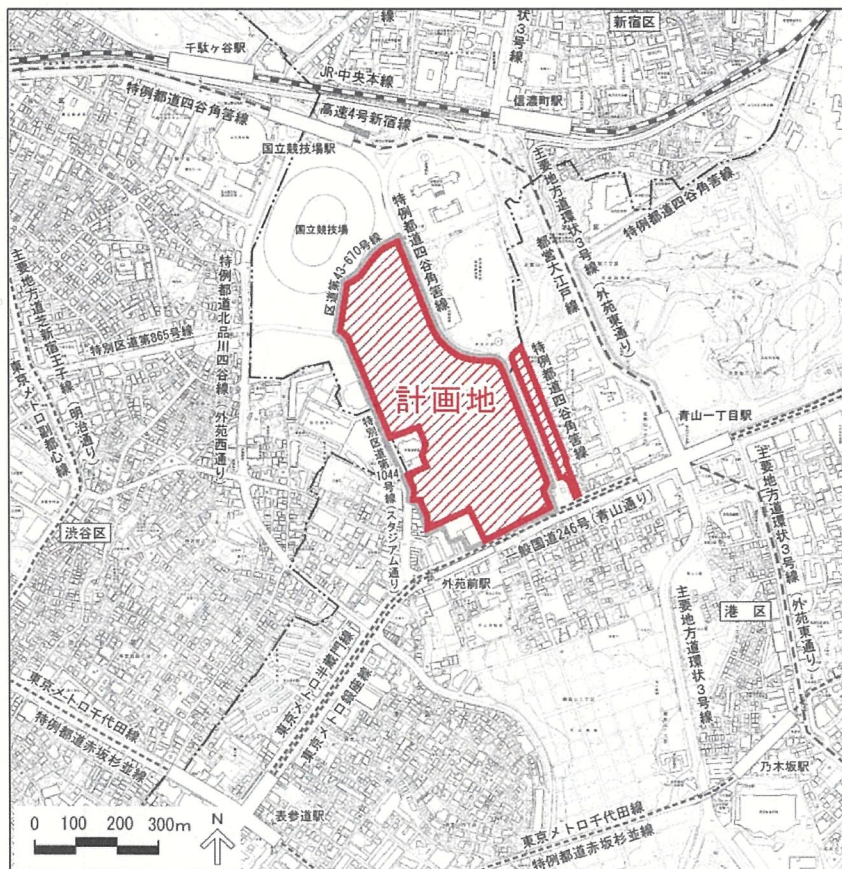 新宿区
千駄ヶ谷駅
状3号線
JR・中央本線
信濃町駅
特例都道四谷角筈線
高速4号新宿線
国立競技場駅
国立競技場
特例都道四谷角筈線
主要地方道環状3号線（外苑東通り）
都営大江戸線
特例都道四谷角筈線
区道第43-610号線
特別区道第865号線
特例都道北品川四谷線（外苑西通り）
主要地方道芝新宿王子線（明治通り）
東京メトロ副都心線
計画地
特例都道四谷角筈線
青山一丁目駅
特別区道第1044号線（スタジアム通り）
一般国道246号（青山通り）
渋谷区
外苑前駅
港区
主要地方道環状3号線
主要地方道環状3号線（外苑東通り）
東京メトロ半蔵門線
東京メトロ銀座線
東京メトロ千代田線
特例都道赤坂杉並線
乃木坂駅
表参道駅
東京メトロ千代田線
特例都道赤坂杉並線
0 100 200 300m
N